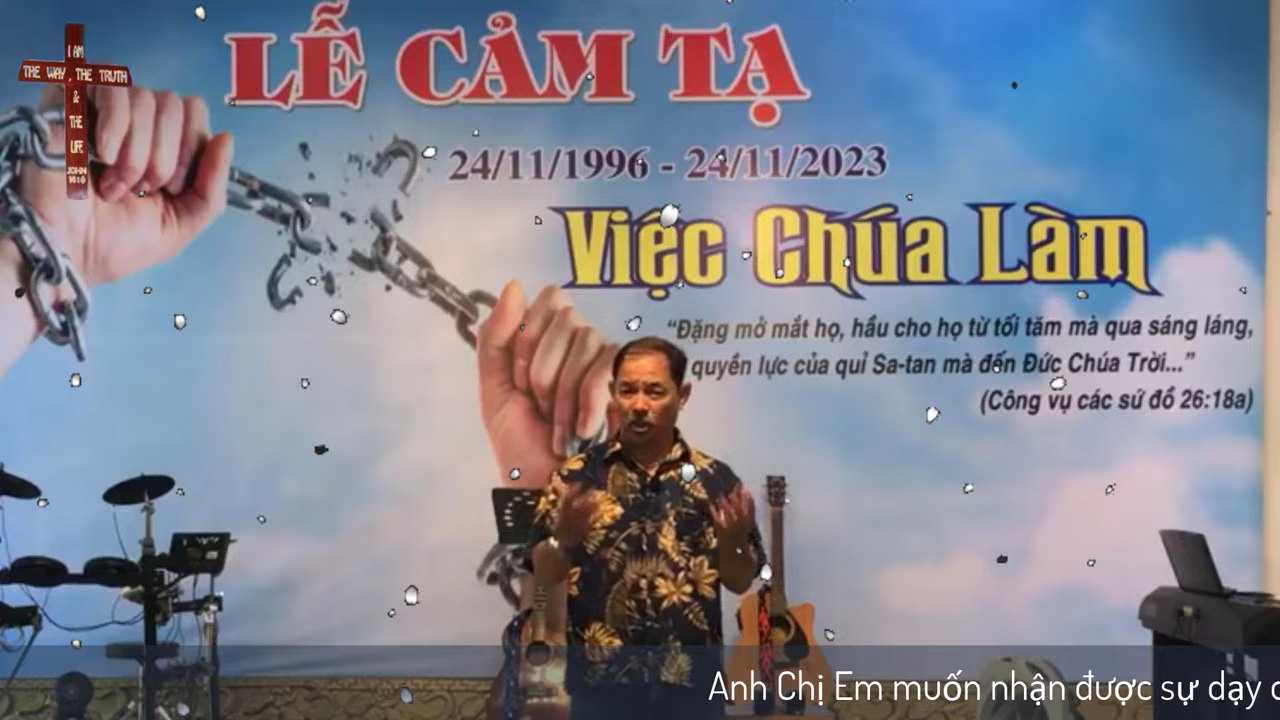 I AM
THE WAY, THE TRUTH
&
THE
LIFE
JOHN
14:6
LỄ CẢM TẠ
24/11/1996 - 24/11/2023
Việc Chúa Làm
“Đặng mở mắt họ, hầu cho họ từ tối tăm mà qua sáng láng,
quyền lực của quỉ Sa-tan mà đến Đức Chúa Trời...”
(Công vụ các sứ đồ 26:18a)
Anh Chị Em muốn nhận được sự dạy